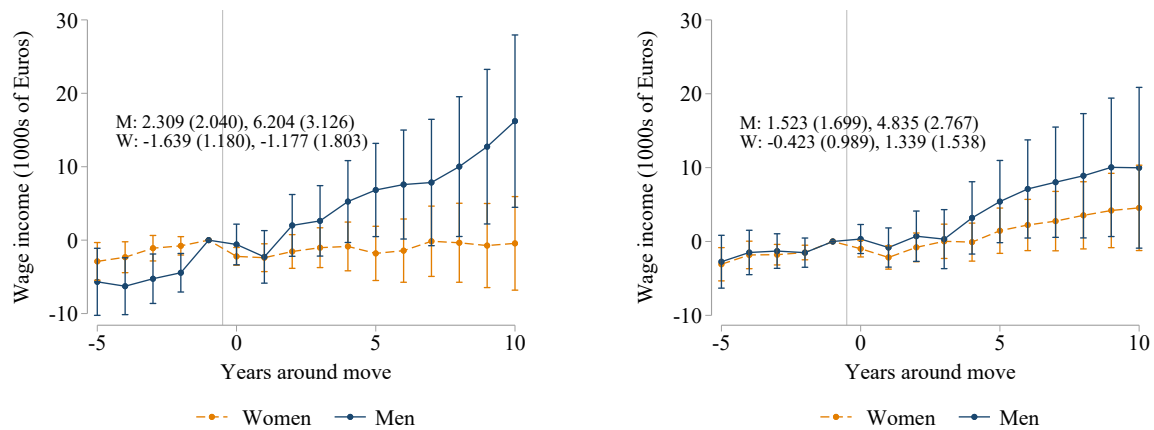 Wage income (1000s of Euros)
30
20
10
0
-10
M: 2.309 (2.040), 6.204 (3.126)
W: -1.639 (1.180), -1.177 (1.803)
-5 0 5 10
Years around move
Women Men
Wage income (1000s of Euros)
30
20
10
0
-10
M: 1.523 (1.699), 4.835 (2.767)
W: -0.423 (0.989), 1.339 (1.538)
-5 0 5 10
Years around move
Women Men